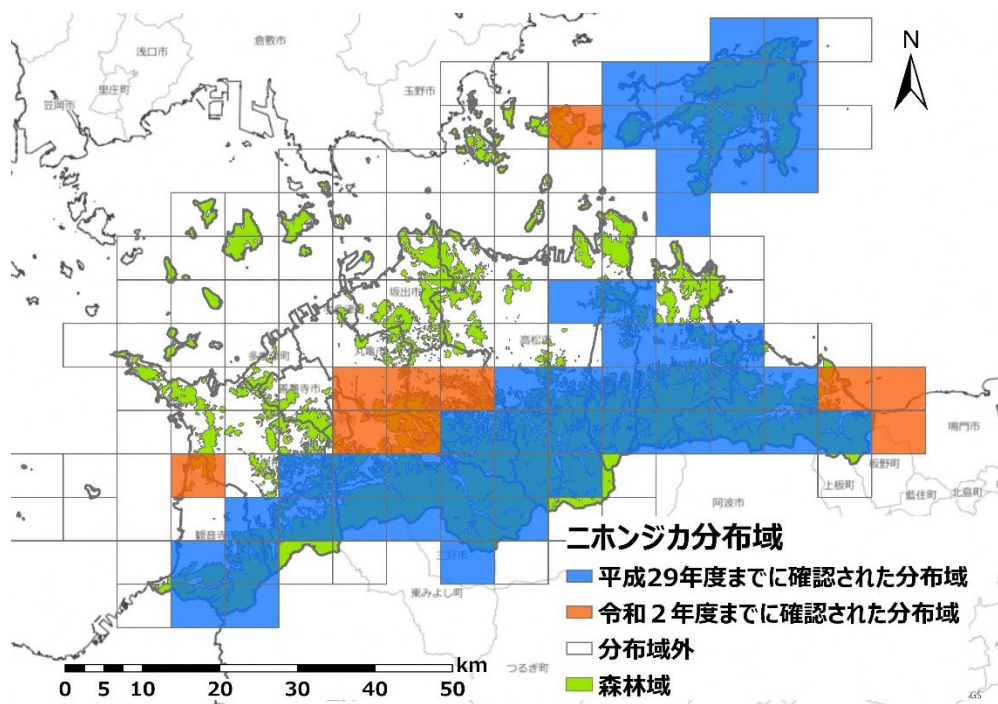 倉敷市
浅口市
里庄町
笠岡市
玉野市
N
坂出市
丸亀市
高松市
善通寺市
鳴門市
板野町
上板町
藍住町
北島町
阿波市
観音寺
三好市
東みよし町
つるぎ町
ニホンジカ分布域
平成29年度までに確認された分布域
令和２年度までに確認された分布域
分布域外
森林域
km
0 5 10 20 30 40 50